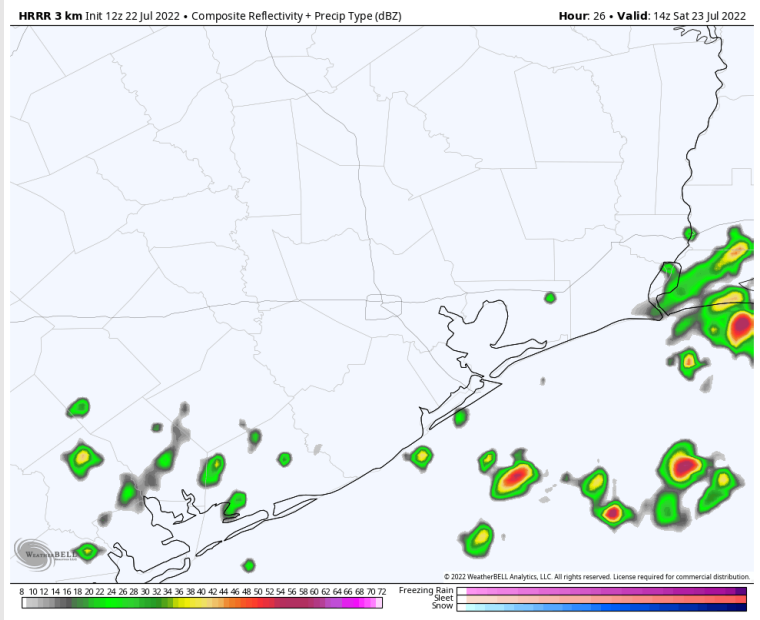 HRRR 3 km Init 12z 22 Jul 2022 • Composite Reflectivity + Precip Type (dBZ)
Hour: 26 • Valid: 14z Sat 23 Jul 2022
WEATHERBELL
© 2022 WeatherBELL Analytics, LLC. All rights reserved. License required for commercial distribution.
8 10 12 14 16 18 20 22 24 26 28 30 32 34 36 38 40 42 44 46 48 50 52 54 56 58 60 62 64 66 68 70 72
Freezing Rain
Sleet
Snow